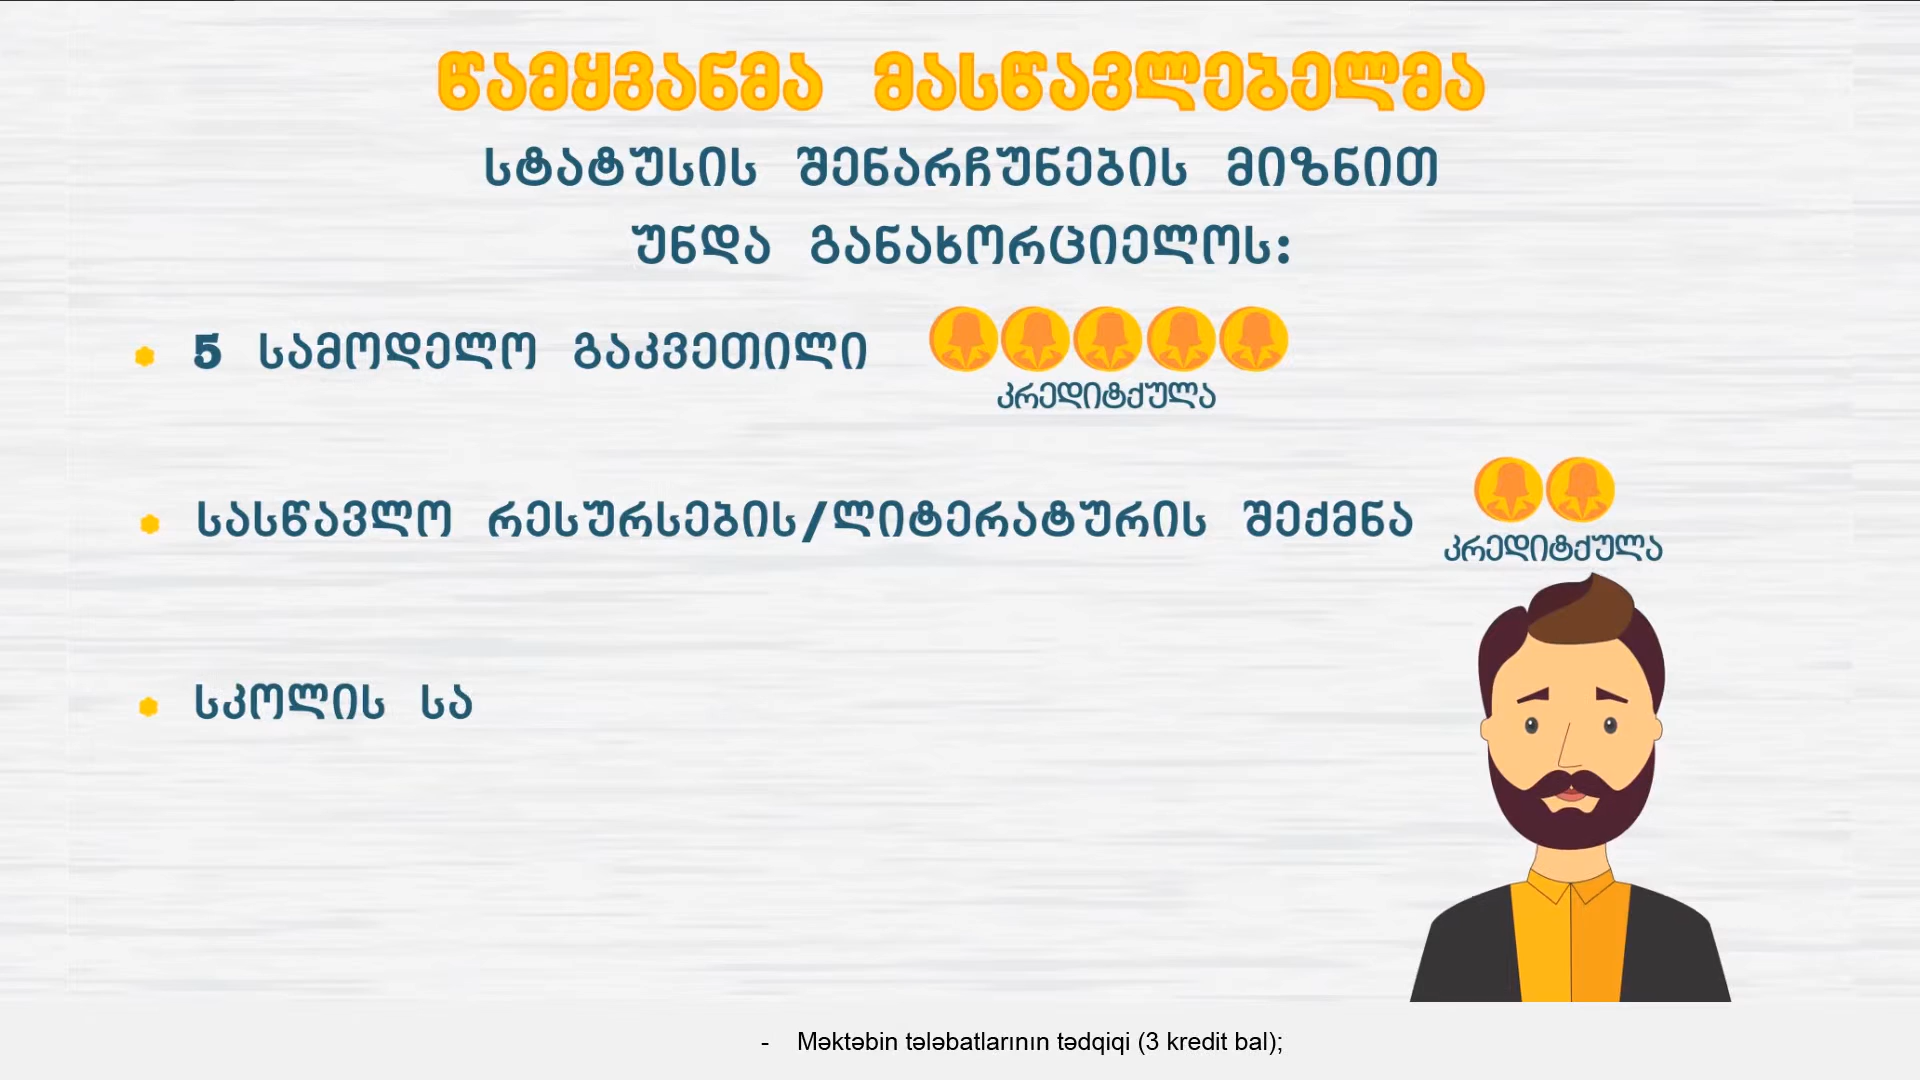 წამყვანმა მასწავლებელმა
სტატუსის შენარჩუნების მიზნით
უნდა განახორციელოს:
5 სამოდელო გაკვეთილი
კრედიტქულა
სასწავლო რესურსების/ლიტერატურის შექმნა
კრედიტქულა
სკოლის სა
- Məktəbin tələbatlarının tədqiqi (3 kredit bal);